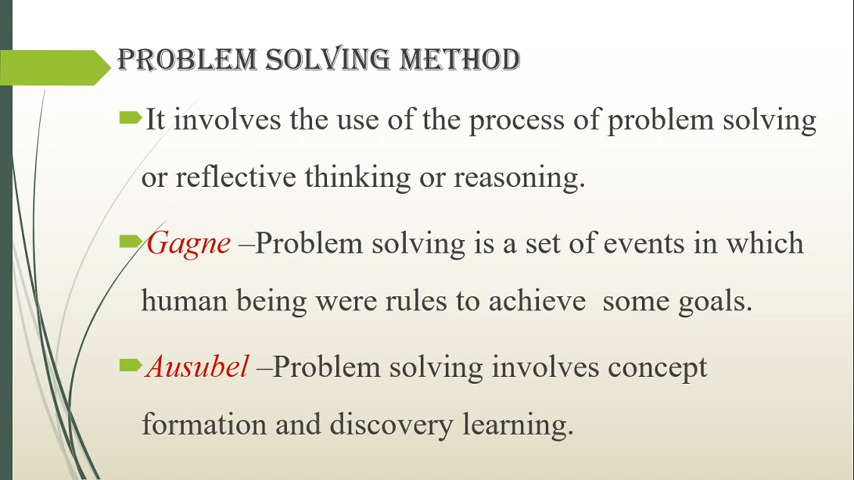 PROBLEM SOLVING METHOD
It involves the use of the process of problem solving
or reflective thinking or reasoning.
Gagne –Problem solving is a set of events in which
human being were rules to achieve  some goals.
Ausubel –Problem solving involves concept
formation and discovery learning.